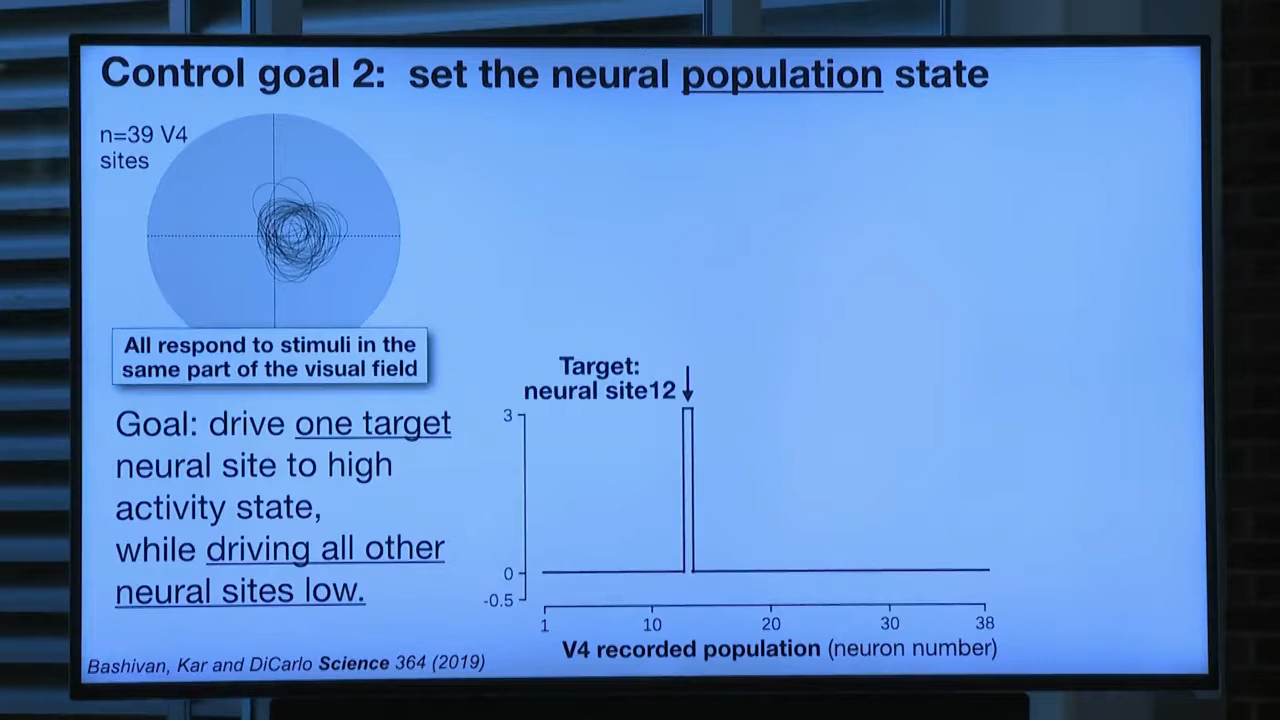 Control goal 2: set the neural population state
n=39 V4
sites
All respond to stimuli in the
same part of the visual field
Goal: drive one target
neural site to high
activity state,
while driving all other
neural sites low.
Target:
neural site12
3
0
-0.5
1 10 20 30 38
V4 recorded population (neuron number)
Bashivan, Kar and DiCarlo Science 364 (2019)